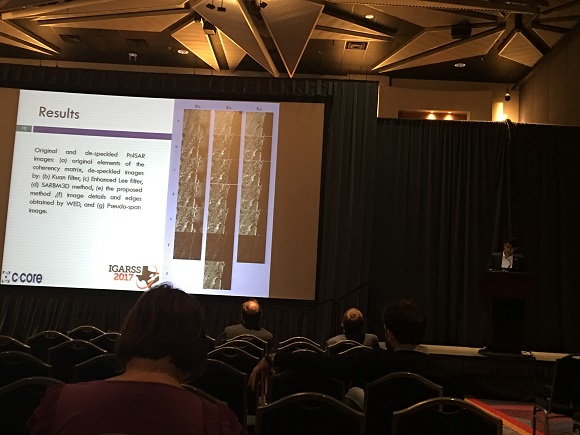 Results
Original and de-speckled PolSAR
images: (a) original elements of the
coherency matrix, de-speckled images
by: (b) Kuan filter, (c) Enhanced Lee filter,
(d) SARBM3D method, (e) the proposed
method ,(f) image details and edges
obtained by WED, and (g) Pseudo-span
image.
IGARSS
2017
c-core